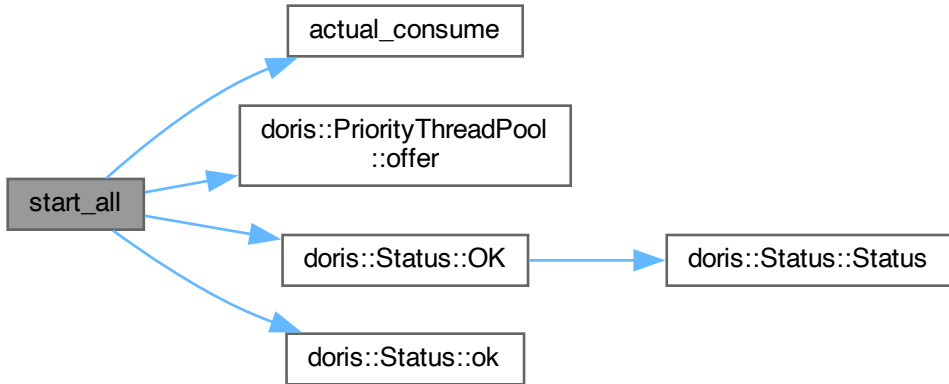 actual_consume
doris::PriorityThreadPool
::offer
start_all
doris::Status::OK
doris::Status::Status
doris::Status::ok